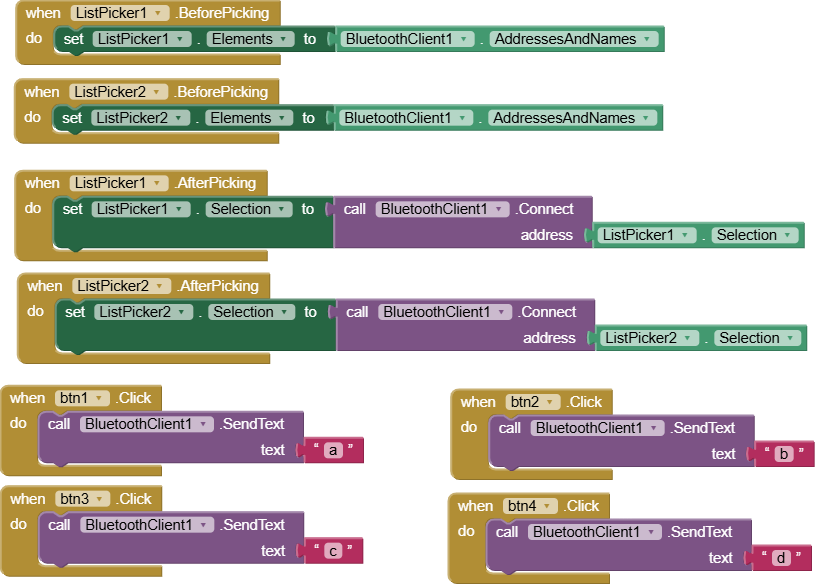 when ListPicker1 .BeforePicking
do set ListPicker1 . Elements to BluetoothClient1 . AddressesAndNames
when ListPicker2 .BeforePicking
do set ListPicker2 . Elements to BluetoothClient1 . AddressesAndNames
when ListPicker1 .AfterPicking
do set ListPicker1 . Selection to call BluetoothClient1 .Connect
address ListPicker1 . Selection
when ListPicker2 .AfterPicking
do set ListPicker2 . Selection to call BluetoothClient1 .Connect
address ListPicker2 . Selection
when btn1 .Click
do call BluetoothClient1 .SendText
text “ a ”
when btn2 .Click
do call BluetoothClient1 .SendText
text “ b ”
when btn3 .Click
do call BluetoothClient1 .SendText
text “ c ”
when btn4 .Click
do call BluetoothClient1 .SendText
text “ d ”